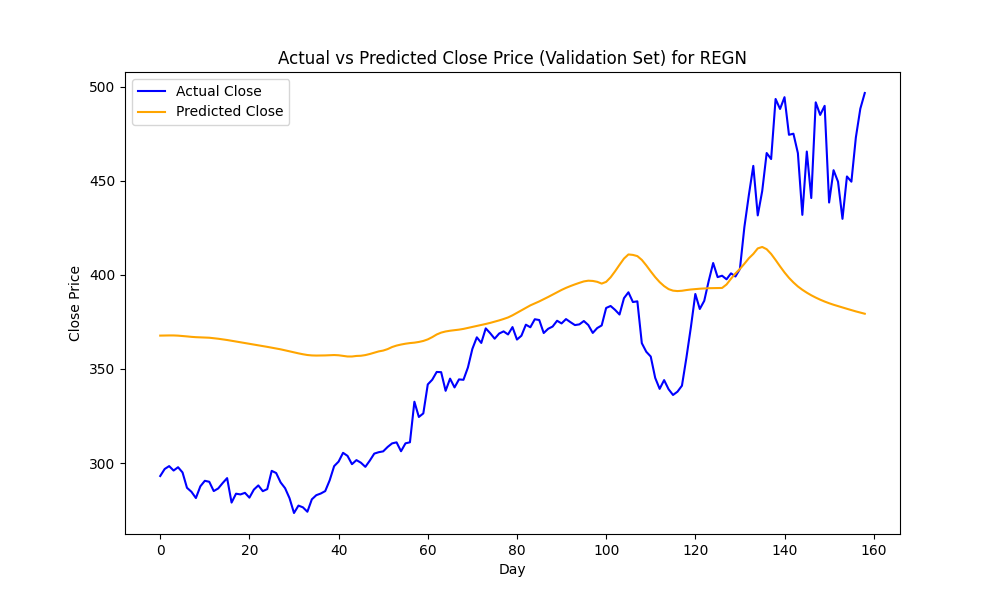 Actual vs Predicted Close Price (Validation Set) for REGN
Actual Close
Predicted Close
500
450
400
350
300
Close Price
0 20 40 60 80 100 120 140 160
Day